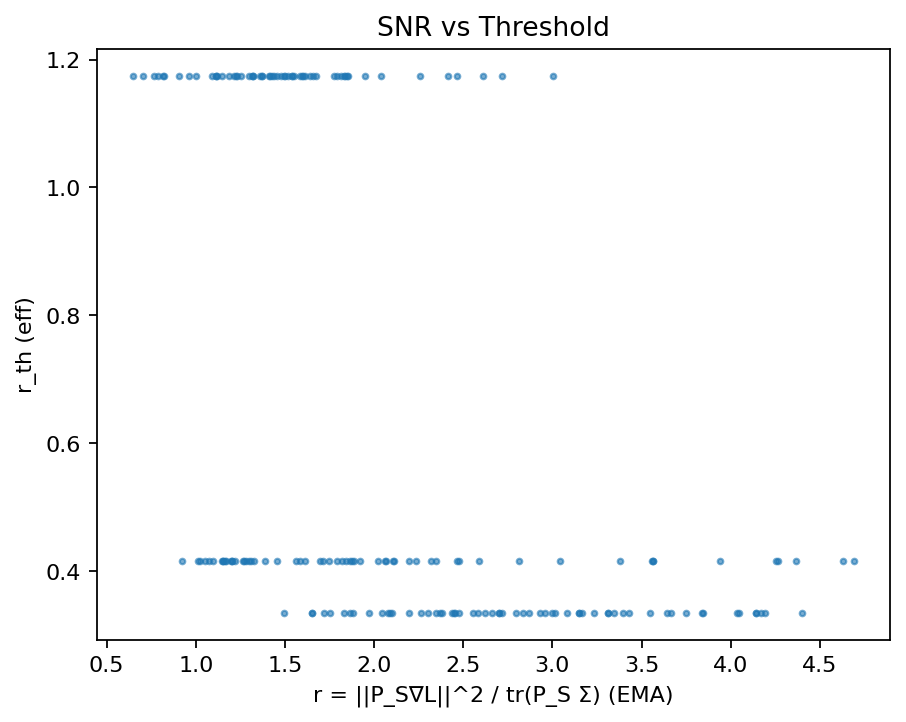 SNR vs Threshold
1.2
1.0
0.8
0.6
0.4
r_th (eff)
0.5 1.0 1.5 2.0 2.5 3.0 3.5 4.0 4.5
r = ||P_S∇L||^2 / tr(P_S Σ) (EMA)